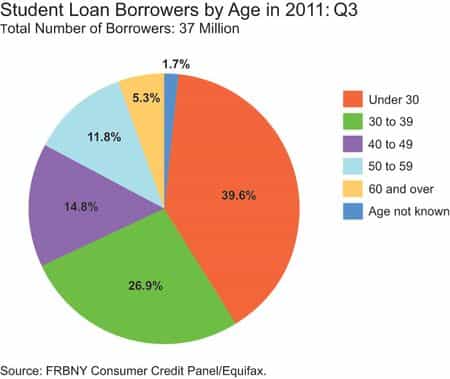 Student Loan Borrowers by Age in 2011: Q3
Total Number of Borrowers: 37 Million
1.7%
5.3%
11.8%
14.8%
39.6%
26.9%
Under 30
30 to 39
40 to 49
50 to 59
60 and over
Age not known
Source: FRBNY Consumer Credit Panel/Equifax.